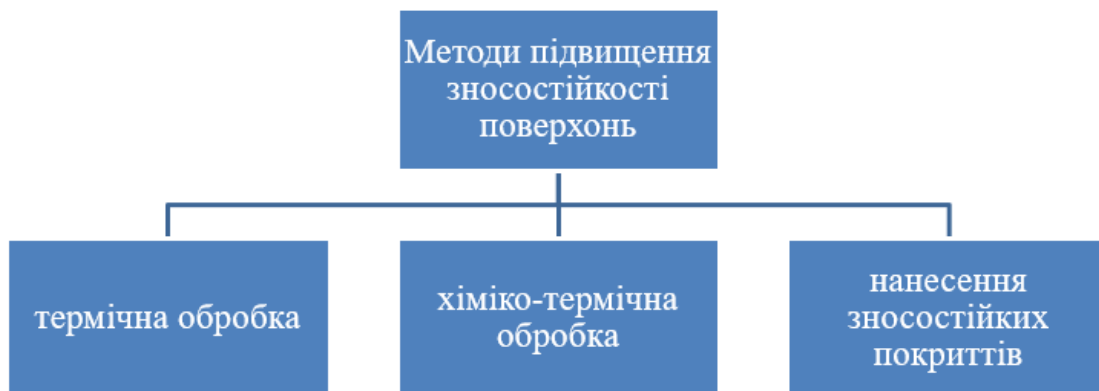 Методи підвищення
зносостійкості
поверхонь
термічна обробка
хіміко-термічна
обробка
нанесення
зносостійких
покриттів